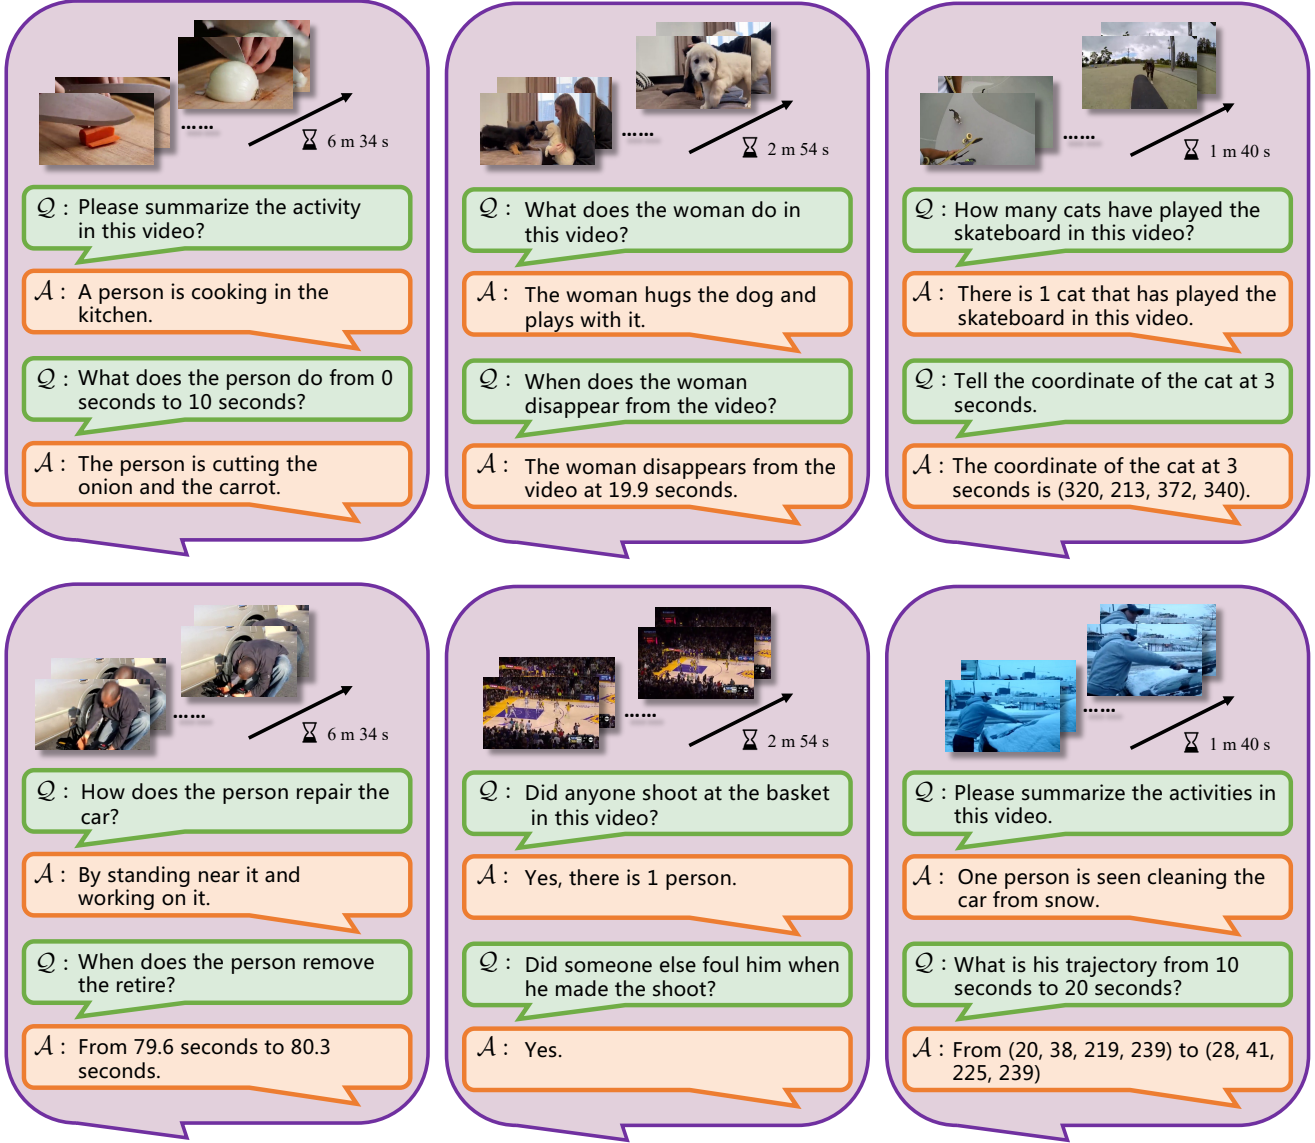 ......
6 m 34 s
Q : Please summarize the activity
in this video?
A : A person is cooking in the
kitchen.
Q : What does the person do from 0
seconds to 10 seconds?
A : The person is cutting the
onion and the carrot.
......
2 m 54 s
Q : What does the woman do in
this video?
A : The woman hugs the dog and
plays with it.
Q : When does the woman
disappear from the video?
A : The woman disappears from the
video at 19.9 seconds.
......
1 m 40 s
Q : How many cats have played the
skateboard in this video?
A : There is 1 cat that has played the
skateboard in this video.
Q : Tell the coordinate of the cat at 3
seconds.
A : The coordinate of the cat at 3
seconds is (320, 213, 372, 340).
......
6 m 34 s
Q : How does the person repair the
car?
A : By standing near it and
working on it.
Q : When does the person remove
the retire?
A : From 79.6 seconds to 80.3
seconds.
......
2 m 54 s
Q : Did anyone shoot at the basket
in this video?
A : Yes, there is 1 person.
Q : Did someone else foul him when
he made the shoot?
A : Yes.
......
1 m 40 s
Q : Please summarize the activities in
this video.
A : One person is seen cleaning the
car from snow.
Q : What is his trajectory from 10
seconds to 20 seconds?
A : From (20, 38, 219, 239) to (28, 41,
225, 239)